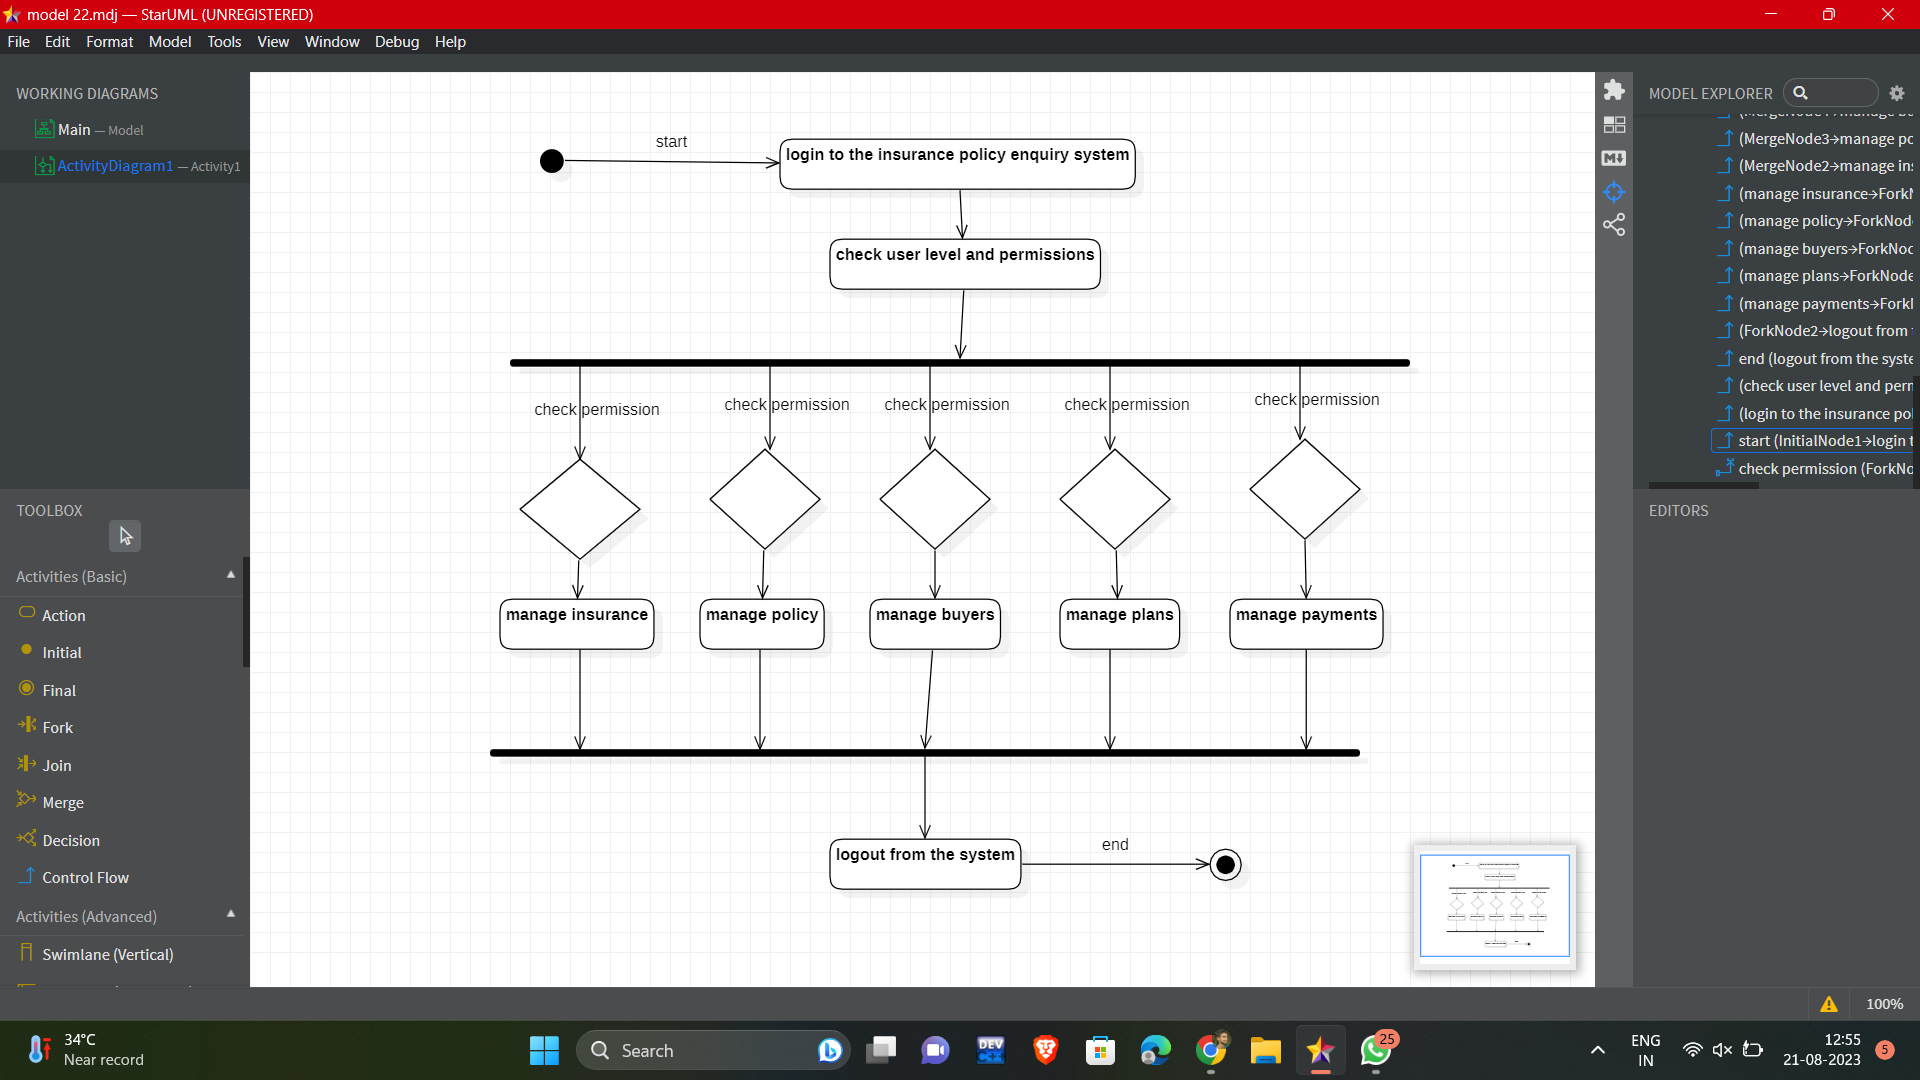 model 22.mdj — StarUML (UNREGISTERED)
File Edit Format Model Tools View Window Debug Help
WORKING DIAGRAMS
Main — Model
ActivityDiagram1 — Activity1
TOOLBOX
Activities (Basic)
Action
Initial
Final
Fork
Join
Merge
Decision
Control Flow
Activities (Advanced)
Swimlane (Vertical)
start
login to the insurance policy enquiry system
check user level and permissions
check permission
check permission
check permission
check permission
check permission
manage insurance
manage policy
manage buyers
manage plans
manage payments
logout from the system
end
MODEL EXPLORER
(MergeNode3→manage po
(MergeNode2→manage in
(manage insurance→Fork
(manage policy→ForkNod
(manage buyers→ForkNoc
(manage plans→ForkNode
(manage payments→Fork
(ForkNode2→logout from
end (logout from the syste
(check user level and perr
(login to the insurance pol
start (InitialNode1→login t
check permission (ForkNo
EDITORS
100%
34°C
Near record
Search
DEV
C++
25
ENG
IN
12:55
21-08-2023
5